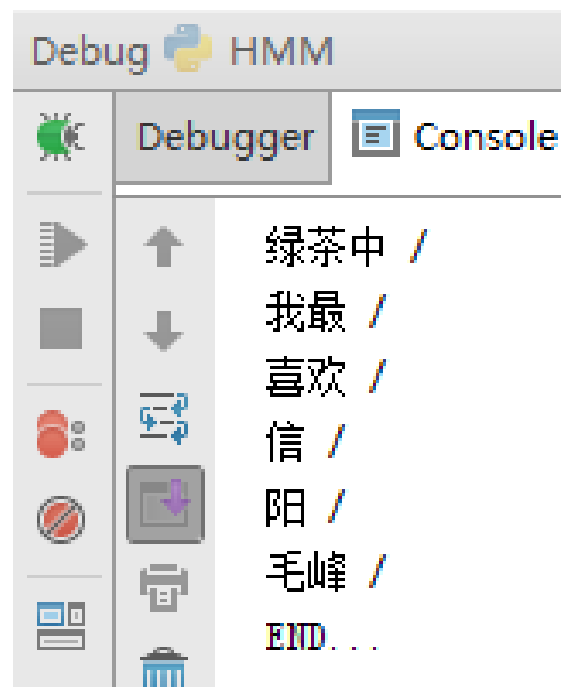 Debug HMM
Debugger Console
绿茶中 /
我最 /
喜欢 /
信 /
阳 /
毛峰 /
END...